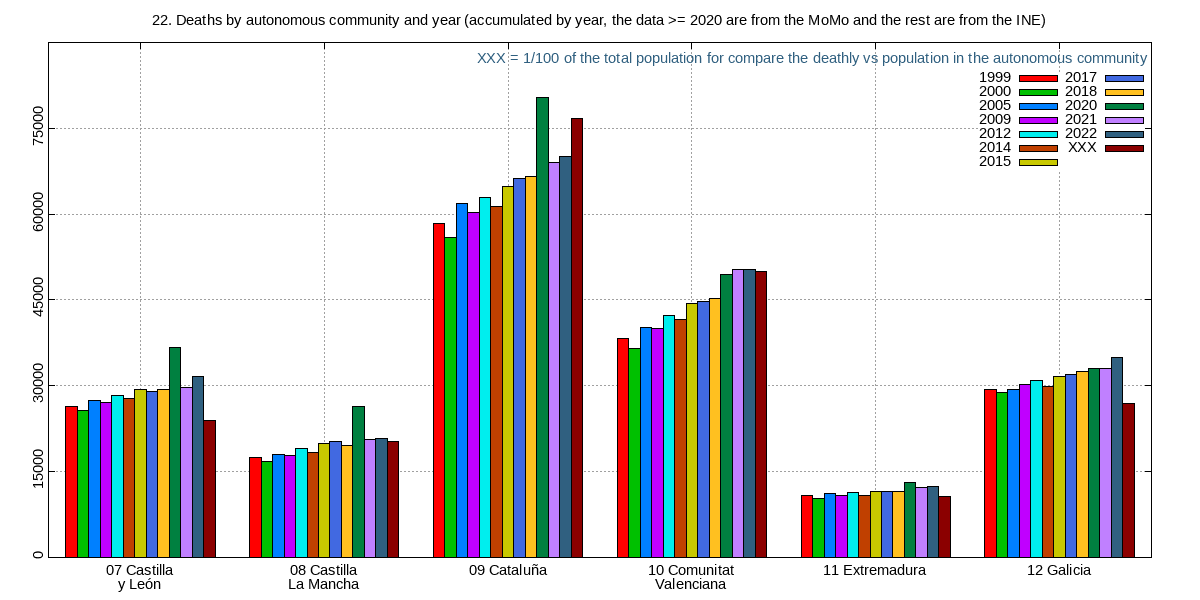 22. Deaths by autonomous community and year (accumulated by year, the data >= 2020 are from the MoMo and the rest are from the INE)
XXX = 1/100 of the total population for compare the deathly vs population in the autonomous community
1999 2017
2000 2018
2005 2020
2009 2021
2012 2022
2014 XXX
2015
75000
60000
45000
30000
15000
0
07 Castilla
y León
08 Castilla
La Mancha
09 Cataluña
10 Comunitat
Valenciana
11 Extremadura
12 Galicia